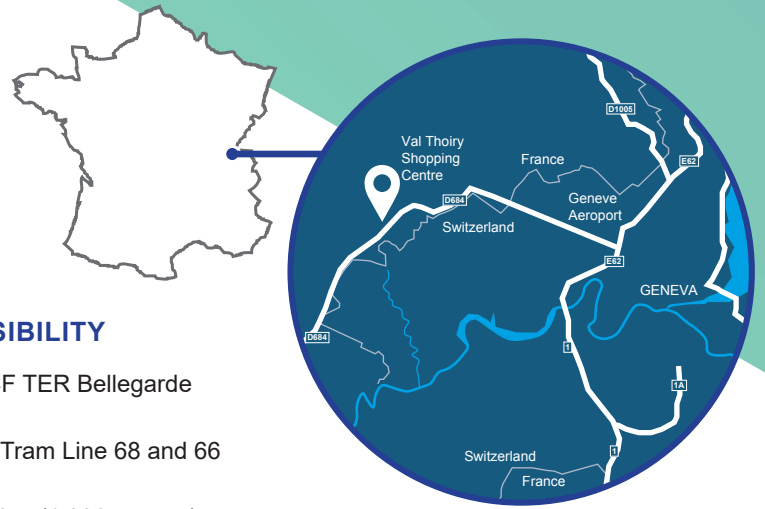 D1005
Val Thoiry
Shopping
Centre
France
E62
D684
Geneve
Aeroport
Switzerland
E62
GENEVA
D684
1
1A
1
Switzerland
France
SIBILITY
F TER Bellegarde
Tram Line 68 and 66